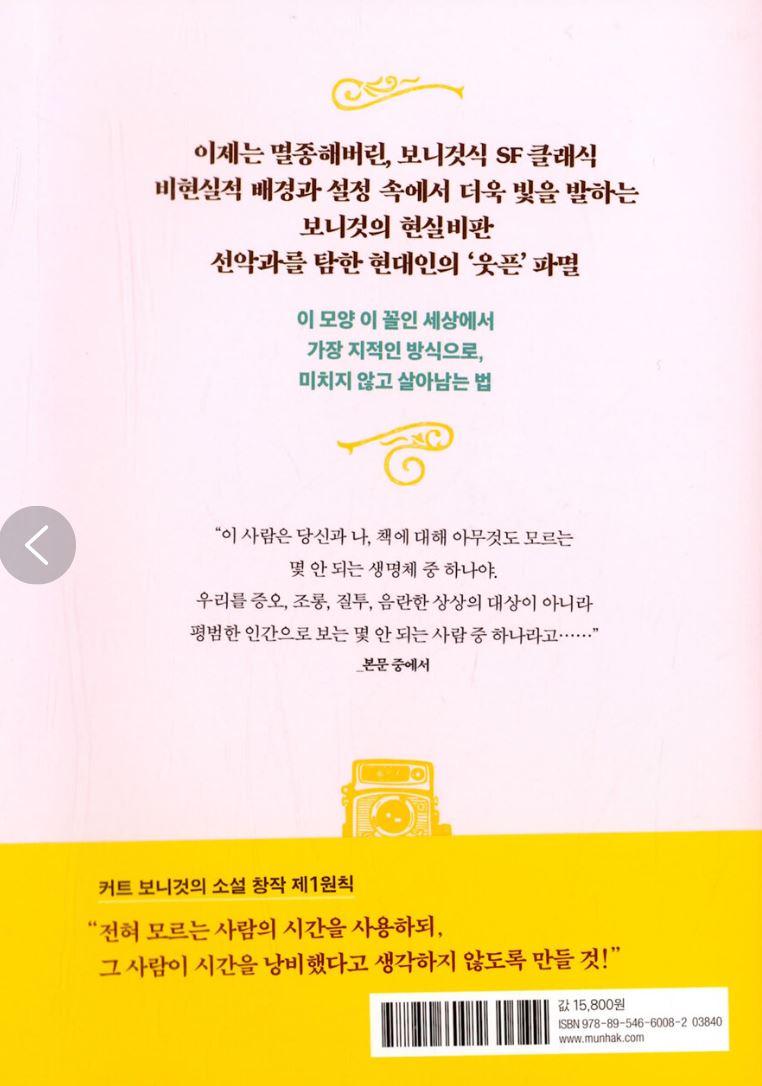 이제는 멸종해버린, 보니것식 SF 클래식
비현실적 배경과 설정 속에서 더욱 빛을 발하는
보니것의 현실비판
선악과를 탐한 현대인의 ‘웃픈’ 파멸
이 모양 이 꼴인 세상에서
가장 지적인 방식으로,
미치지 않고 살아남는 법
“이 사람은 당신과 나, 책에 대해 아무것도 모르는
몇 안 되는 생명체 중 하나야.
우리를 증오, 조롱, 질투, 음란한 상상의 대상이 아니라
평범한 인간으로 보는 몇 안 되는 사람 중 하나라고……”
_본문 중에서
커트 보니것의 소설 창작 제1원칙
“전혀 모르는 사람의 시간을 사용하되,
그 사람이 시간을 낭비했다고 생각하지 않도록 만들 것!”
값 15,800원
ISBN 978-89-546-6008-2 03840
www.munhak.com